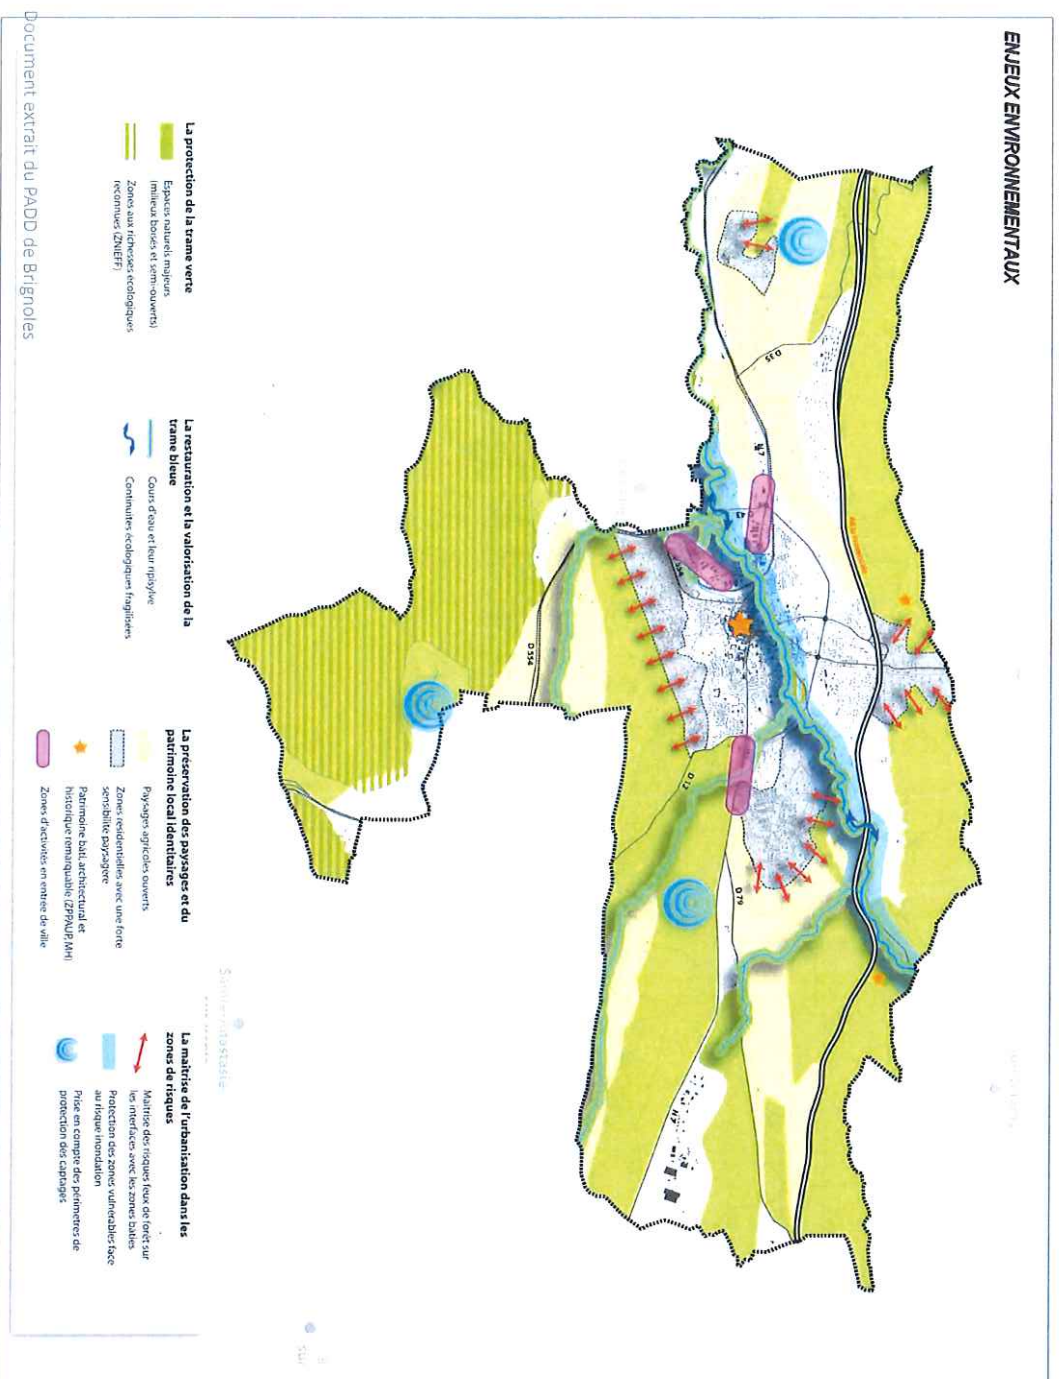 ENJEUX ENVIRONNEMENTAUX
D 35
N7
D 554
D 12
D 79
N7
La protection de la trame verte
Espaces naturels majeurs
(milieux boisés et semi-ouverts)
Zones aux richesses écologiques
reconnues (ZNIEFF)
La restauration et la valorisation de la
trame bleue
Cours d'eau et leur ripisylve
Continuités écologiques fragilisées
La préservation des paysages et du
patrimoine local identitaires
Paysages agricoles ouverts
Zones résidentielles avec une forte
sensibilité paysagère
Patrimoine bâti, architectural et
historique remarquable (ZPPAUP, MH)
Zones d'activités en entrée de ville
La maîtrise de l'urbanisation dans les
zones de risques
Maîtrise des risques feux de forêt sur
les interfaces avec les zones bâties
Protection des zones vulnérables face
au risque inondation
Prise en compte des périmètres de
protection des captages
Document extrait du PADD de Brignoles